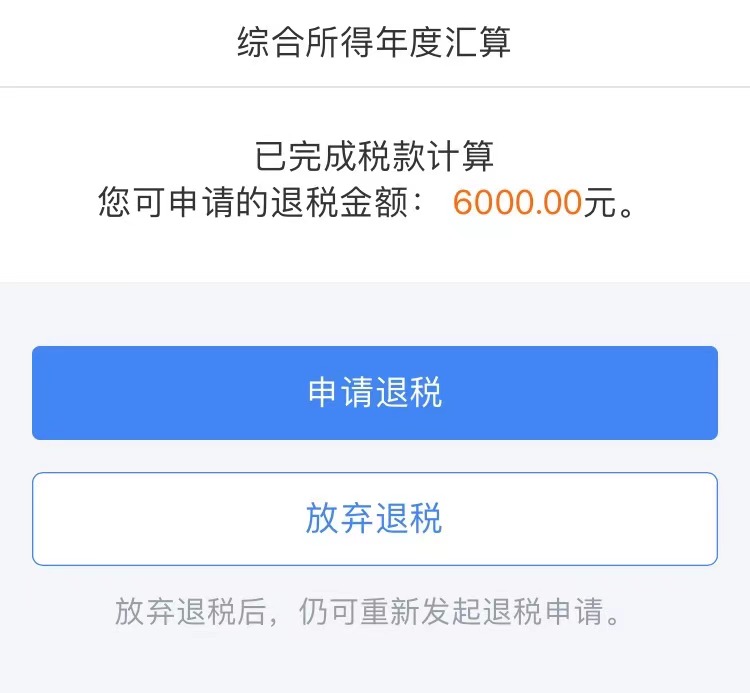 综合所得年度汇算
已完成税款计算
您可申请的退税金额： 6000.00元。
申请退税
放弃退税
放弃退税后，仍可重新发起退税申请。